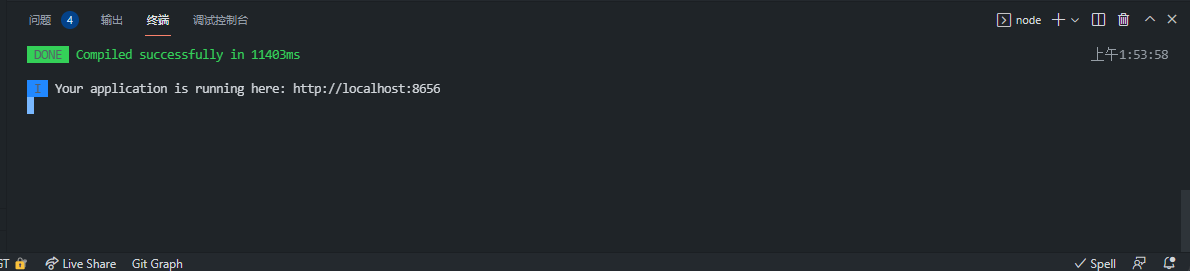 问题 4 输出 终端 调试控制台 node
DONE Compiled successfully in 11403ms 上午1:53:58
I Your application is running here: http://localhost:8656
GT Live Share Git Graph Spell